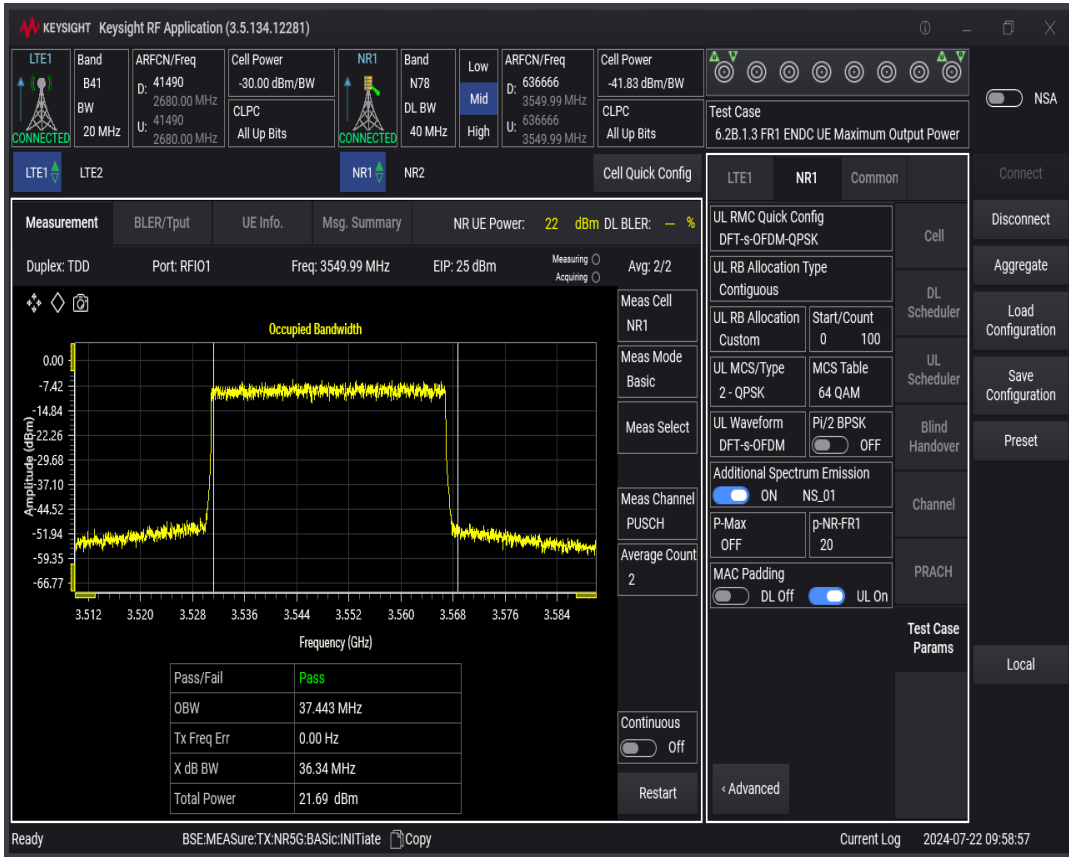 KEYSIGHT Keysight RF Application (3.5.134.12281)
LTE1 Band ARFCN/Freq Cell Power NR1 Band Low ARFCN/Freq Cell Power
B41 D: 41490 -30.00 dBm/BW N78 D: 636666 -41.83 dBm/BW
2680.00 MHz Mid 3549.99 MHz
BW U: 41490 CLPC DL BW U: 636666 CLPC
CONNECTED 20 MHz 2680.00 MHz All Up Bits CONNECTED 40 MHz High 3549.99 MHz All Up Bits
NSA
Test Case
6.2B.1.3 FR1 ENDC UE Maximum Output Power
LTE1 LTE2 NR1 NR2 Cell Quick Config
Measurement BLER/Tput UE Info. Msg. Summary NR UE Power: 22 dBm DL BLER: --- %
Duplex: TDD Port: RFIO1 Freq: 3549.99 MHz EIP: 25 dBm Measuring Avg: 2/2
Acquiring
Occupied Bandwidth
Amplitude (dBm)
0.00
-7.42
-14.84
-22.26
-29.68
-37.10
-44.52
-51.94
-59.35
-66.77
3.512 3.520 3.528 3.536 3.544 3.552 3.560 3.568 3.576 3.584
Frequency (GHz)
Pass/Fail Pass
OBW 37.443 MHz
Tx Freq Err 0.00 Hz
X dB BW 36.34 MHz
Total Power 21.69 dBm
Meas Cell
NR1
Meas Mode
Basic
Meas Select
Meas Channel
PUSCH
Average Count
2
Continuous
Off
Restart
LTE1 NR1 Common
UL RMC Quick Config
DFT-s-OFDM-QPSK
UL RB Allocation Type
Contiguous
UL RB Allocation Start/Count
Custom 0 100
UL MCS/Type MCS Table
2 - QPSK 64 QAM
UL Waveform Pi/2 BPSK
DFT-s-OFDM OFF
Additional Spectrum Emission
ON NS_01
P-Max p-NR-FR1
OFF 20
MAC Padding
DL Off UL On
‹ Advanced
Cell
DL
Scheduler
UL
Scheduler
Blind
Handover
Channel
PRACH
Test Case
Params
Connect
Disconnect
Aggregate
Load
Configuration
Save
Configuration
Preset
Local
Ready BSE:MEASure:TX:NR5G:BASic:INITiate Copy Current Log 2024-07-22 09:58:57